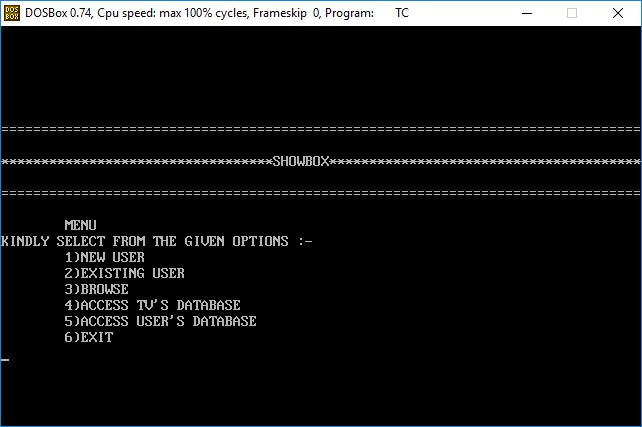 DOSBox 0.74, Cpu speed: max 100% cycles, Frameskip 0, Program: TC
================================================================================
**********************************SHOWBOX***************************************
================================================================================
MENU
KINDLY SELECT FROM THE GIVEN OPTIONS :-
1)NEW USER
2)EXISTING USER
3)BROWSE
4)ACCESS TV'S DATABASE
5)ACCESS USER'S DATABASE
6)EXIT
_